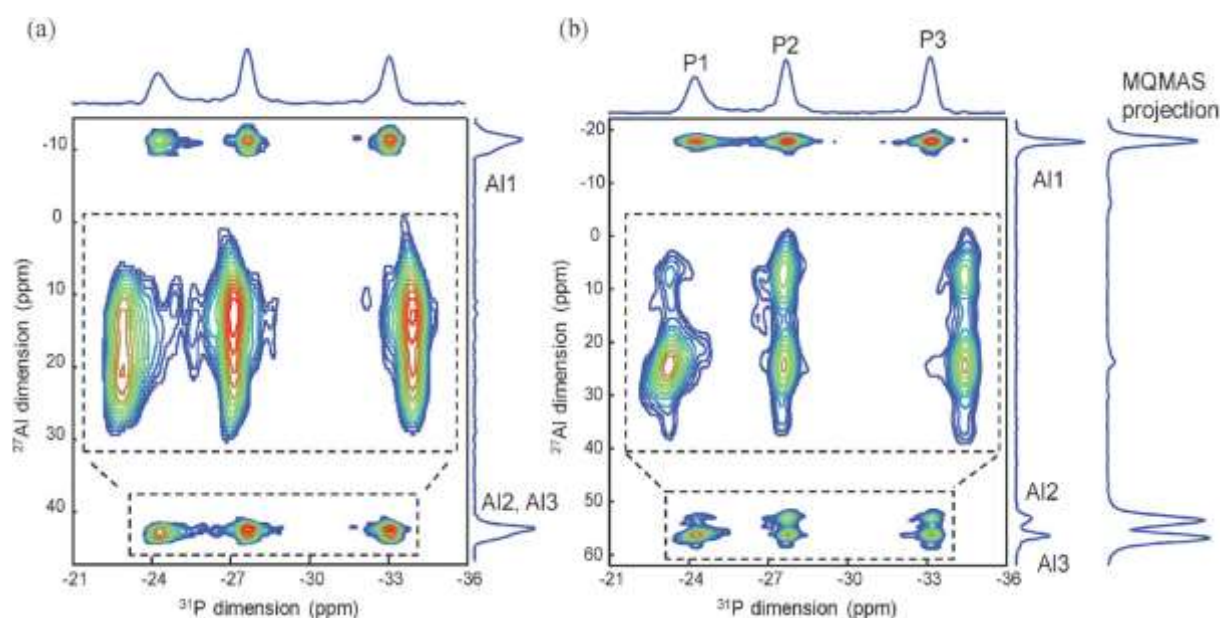 (a)
-10
0
10
20
30
40
-21
-24
-27
-30
-33
-36
²⁷Al dimension (ppm)
³¹P dimension (ppm)
Al1
Al2, Al3
(b)
P1
P2
P3
MQMAS
projection
-20
-10
0
10
20
30
40
50
60
-21
-24
-27
-30
-33
-36
²⁷Al dimension (ppm)
³¹P dimension (ppm)
Al1
Al2
Al3